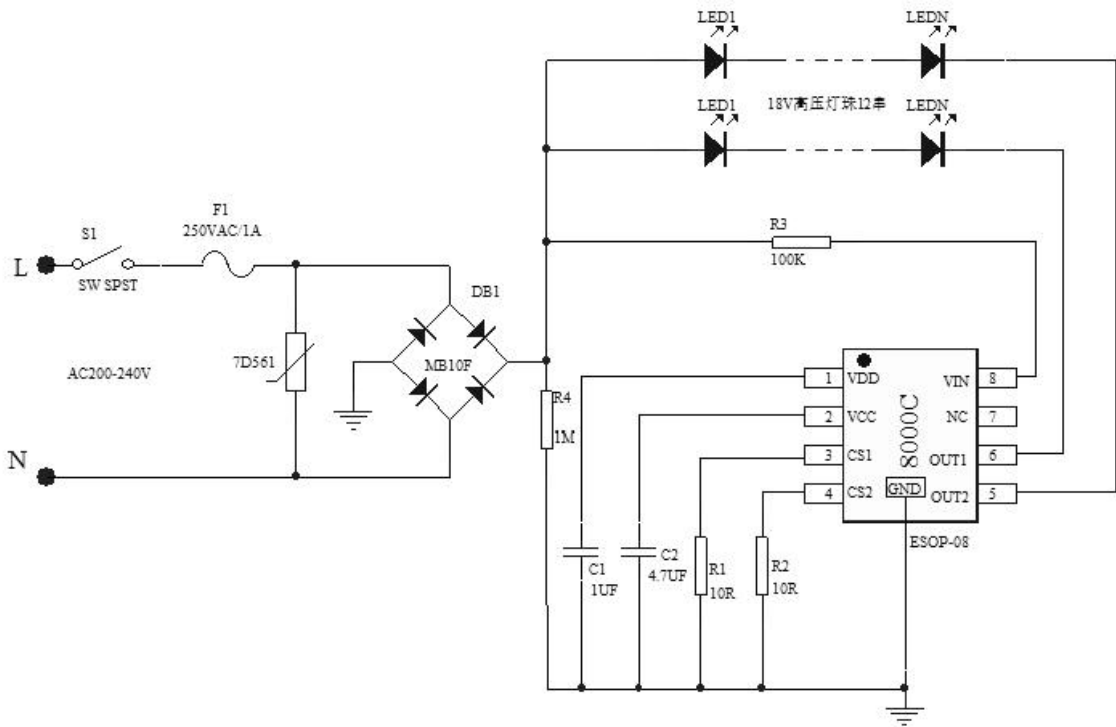 LED1
LEDN
18V高压灯珠12串
LED1
LEDN
F1
250VAC/1A
S1
L
SW SPST
R3
100K
DB1
7D561
MB10F
AC200-240V
R4
1M
N
1
VDD
VIN
8
2
VCC
NC
7
3
CS1
OUT1
6
4
CS2
GND
OUT2
5
8000C
ESOP-08
C1
1UF
C2
4.7UF
R1
10R
R2
10R